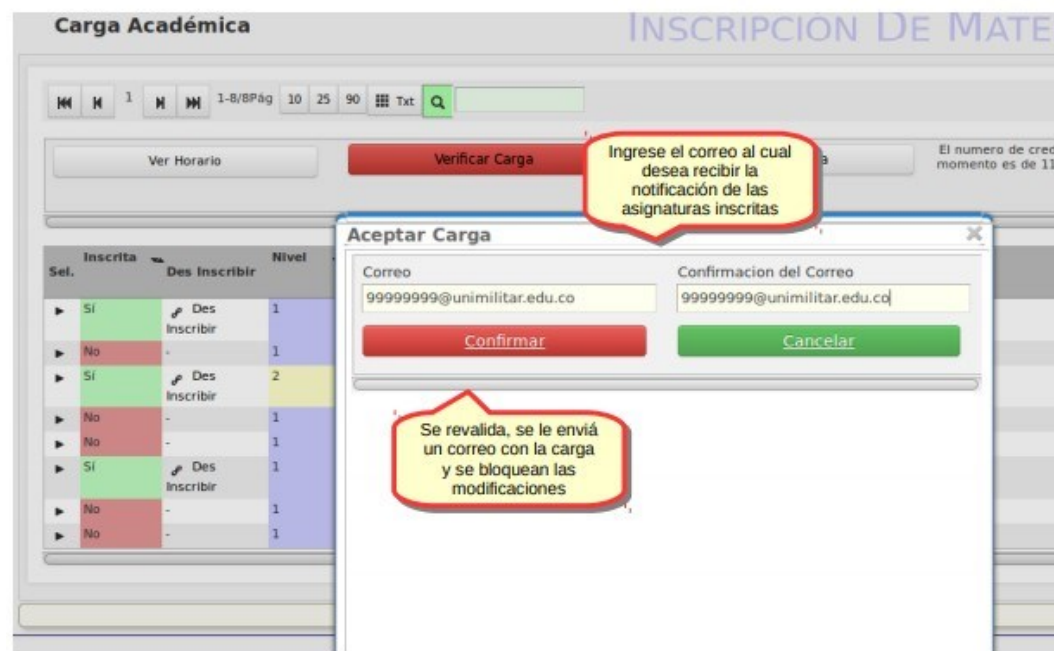 Carga Académica
INSCRIPCIÓN DE MATE
1 1-8/8Pág 10 25 90 Txt
Ver Horario
Verificar Carga
a
El numero de cred
momento es de 11
Ingrese el correo al cual
desea recibir la
notificación de las
asignaturas inscritas
Sel. Inscrita Des Inscribir Nivel
Sí Des Inscribir 1
No - 1
Sí Des Inscribir 2
No - 1
No - 1
Sí Des Inscribir 1
No - 1
No - 1
Aceptar Carga
Correo Confirmacion del Correo
99999999@unimilitar.edu.co 99999999@unimilitar.edu.co
Confirmar Cancelar
Se revalida, se le enviá
un correo con la carga
y se bloquean las
modificaciones